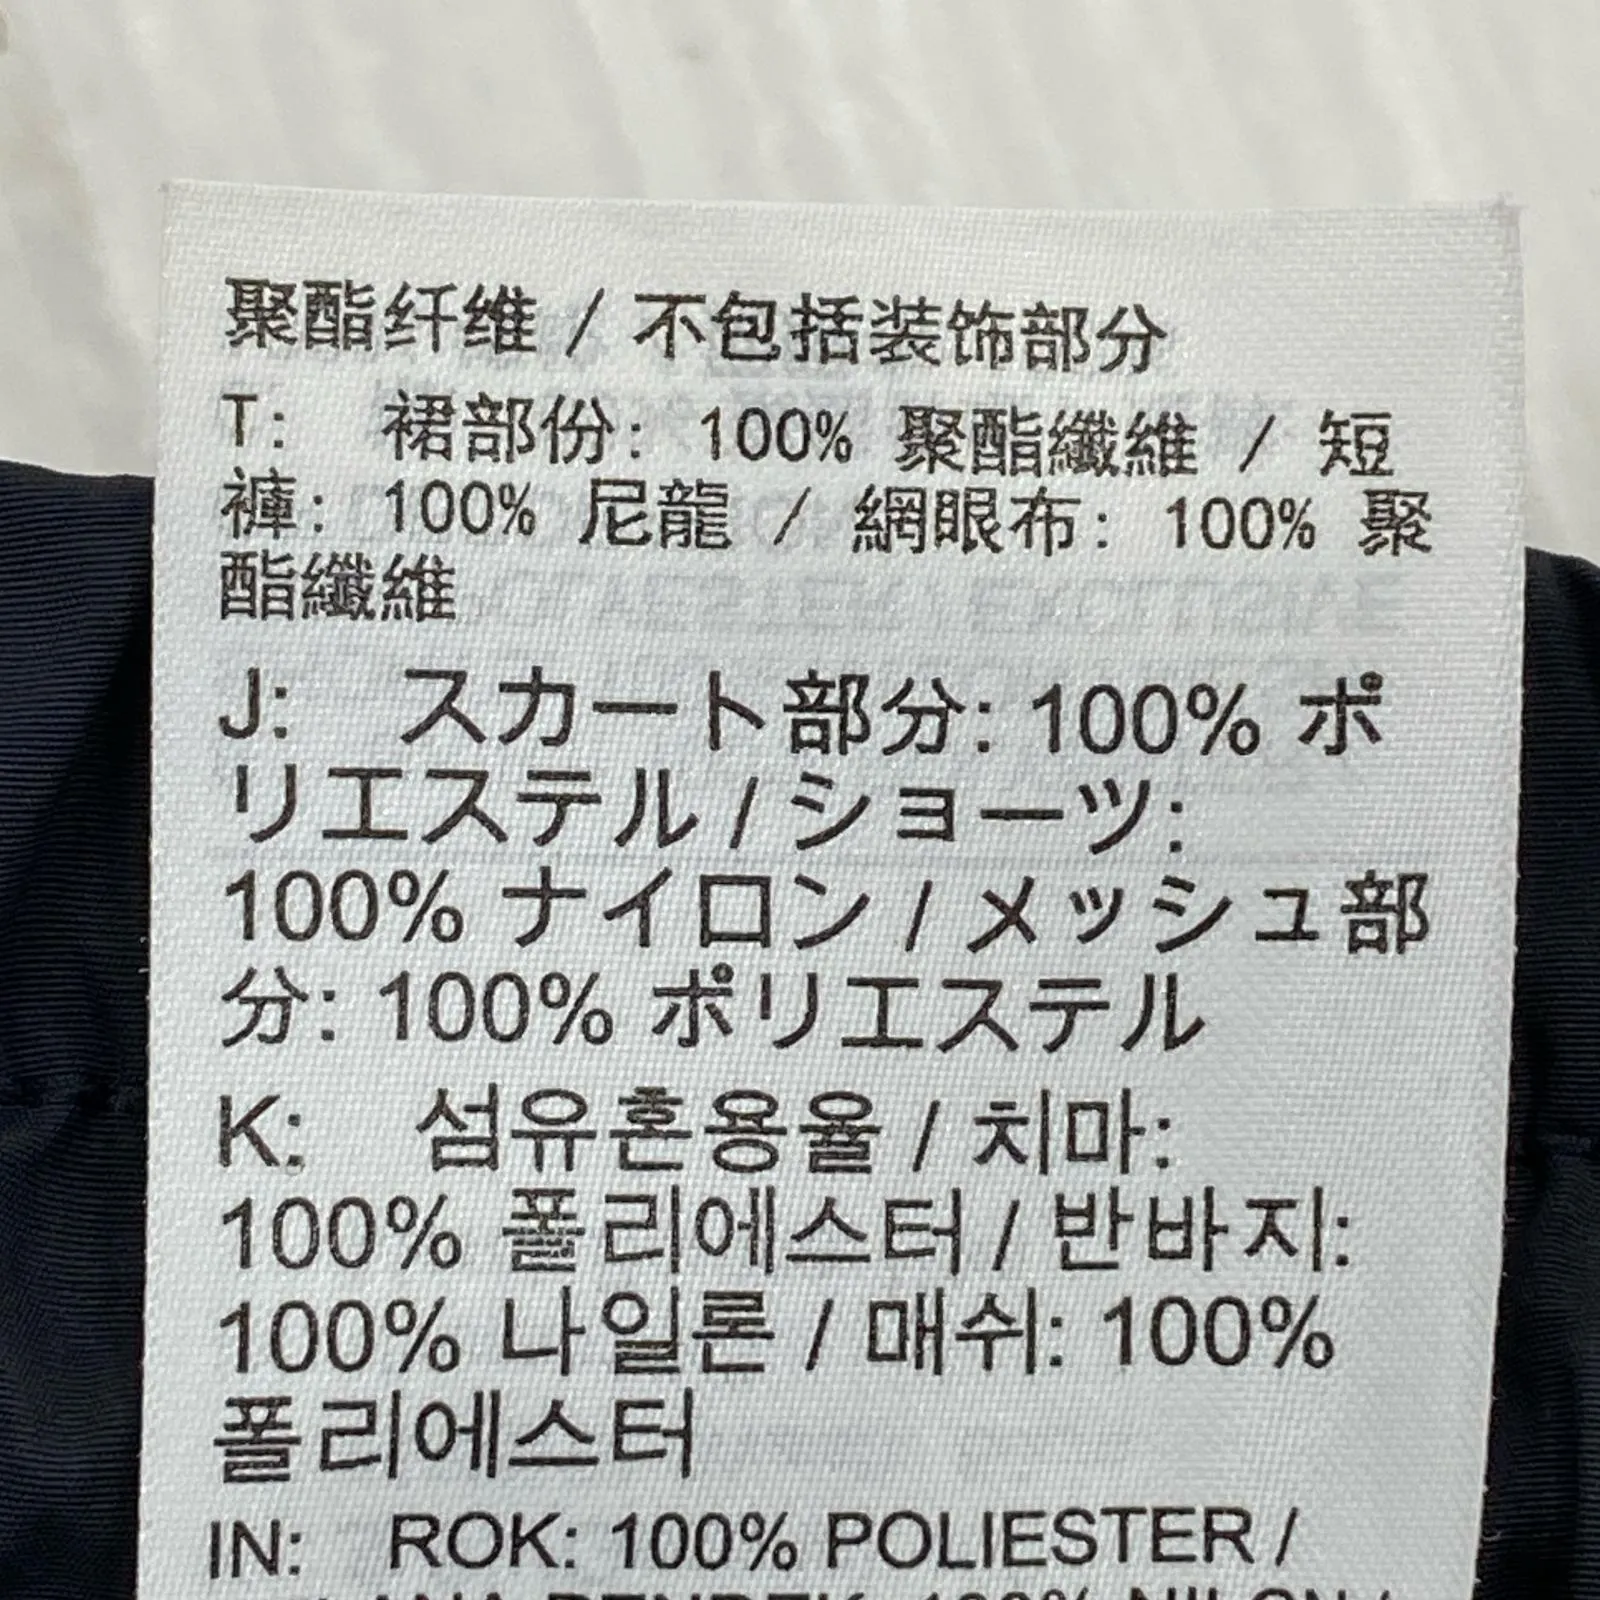 聚酯纤维 / 不包括装饰部分
T: 裙部份: 100% 聚酯纖維 / 短
褲: 100% 尼龍 / 網眼布: 100% 聚
酯纖維
J: スカート部分: 100% ポ
リエステル / ショーツ:
100% ナイロン / メッシュ部
分: 100% ポリエステル
K: 섬유혼용율 / 치마:
100% 폴리에스터 / 반바지:
100% 나일론 / 매쉬: 100%
폴리에스터
IN: ROK: 100% POLIESTER /
PENDEK: 100% NILON /